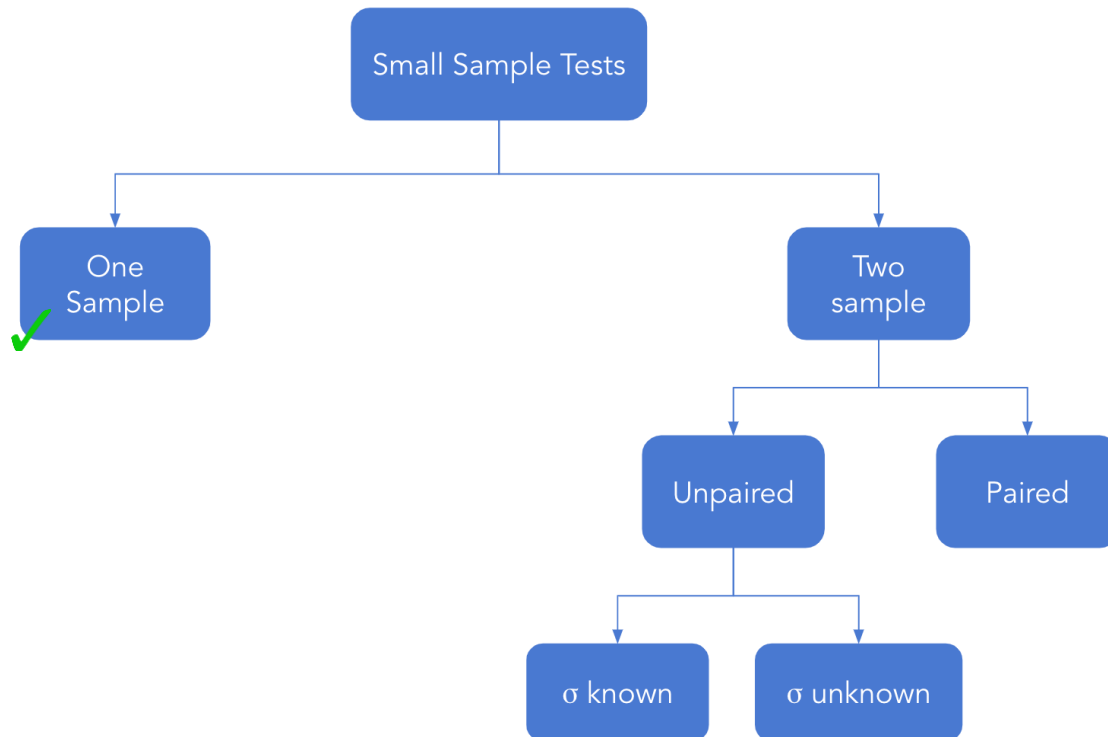 Small Sample Tests
One
Sample
Two
sample
Unpaired
Paired
σ known
σ unknown